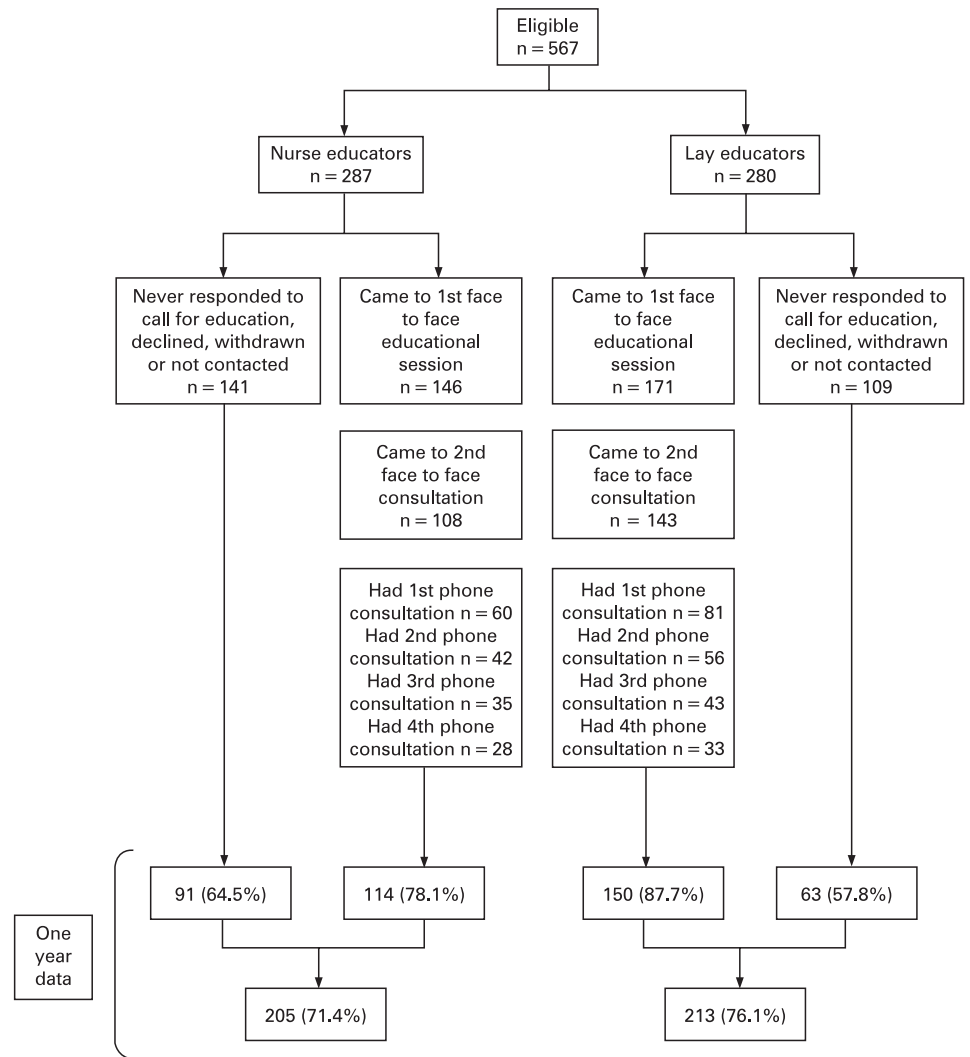 Eligible
n = 567
Nurse educators
n = 287
Lay educators
n = 280
Never responded to
call for education,
declined, withdrawn
or not contacted
n = 141
Came to 1st face
to face
educational
session
n = 146
Came to 1st face
to face
educational
session
n = 171
Never responded to
call for education,
declined, withdrawn
or not contacted
n = 109
Came to 2nd
face to face
consultation
n = 108
Came to 2nd
face to face
consultation
n = 143
Had 1st phone
consultation n = 60
Had 2nd phone
consultation n = 42
Had 3rd phone
consultation n = 35
Had 4th phone
consultation n = 28
Had 1st phone
consultation n = 81
Had 2nd phone
consultation n = 56
Had 3rd phone
consultation n = 43
Had 4th phone
consultation n = 33
One
year
data
91 (64.5%)
114 (78.1%)
150 (87.7%)
63 (57.8%)
205 (71.4%)
213 (76.1%)